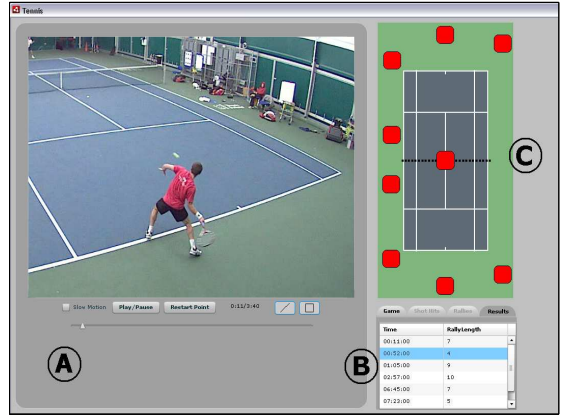 Tennis
Slow Motion
Play/Pause
Restart Point
0:11/3:40
A
B
C
Game
Shot Hits
Rallies
Results
Time RallyLength
00:11:00 7
00:52:00 4
01:05:00 9
02:57:00 10
06:45:00 7
07:23:00 5